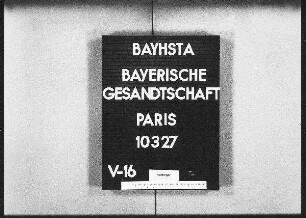 BAYHSTA
BAYERISCHE
GESANDTSCHAFT
PARIS
10327
V-16